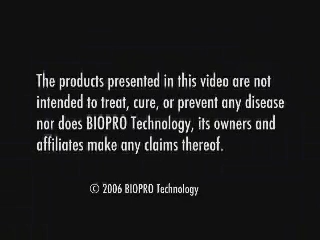 The products presented in this video are not
intended to treat, cure, or prevent any disease
nor does BIOPRO Technology, its owners and
affiliates make any claims thereof.
© 2006 BIOPRO Technology